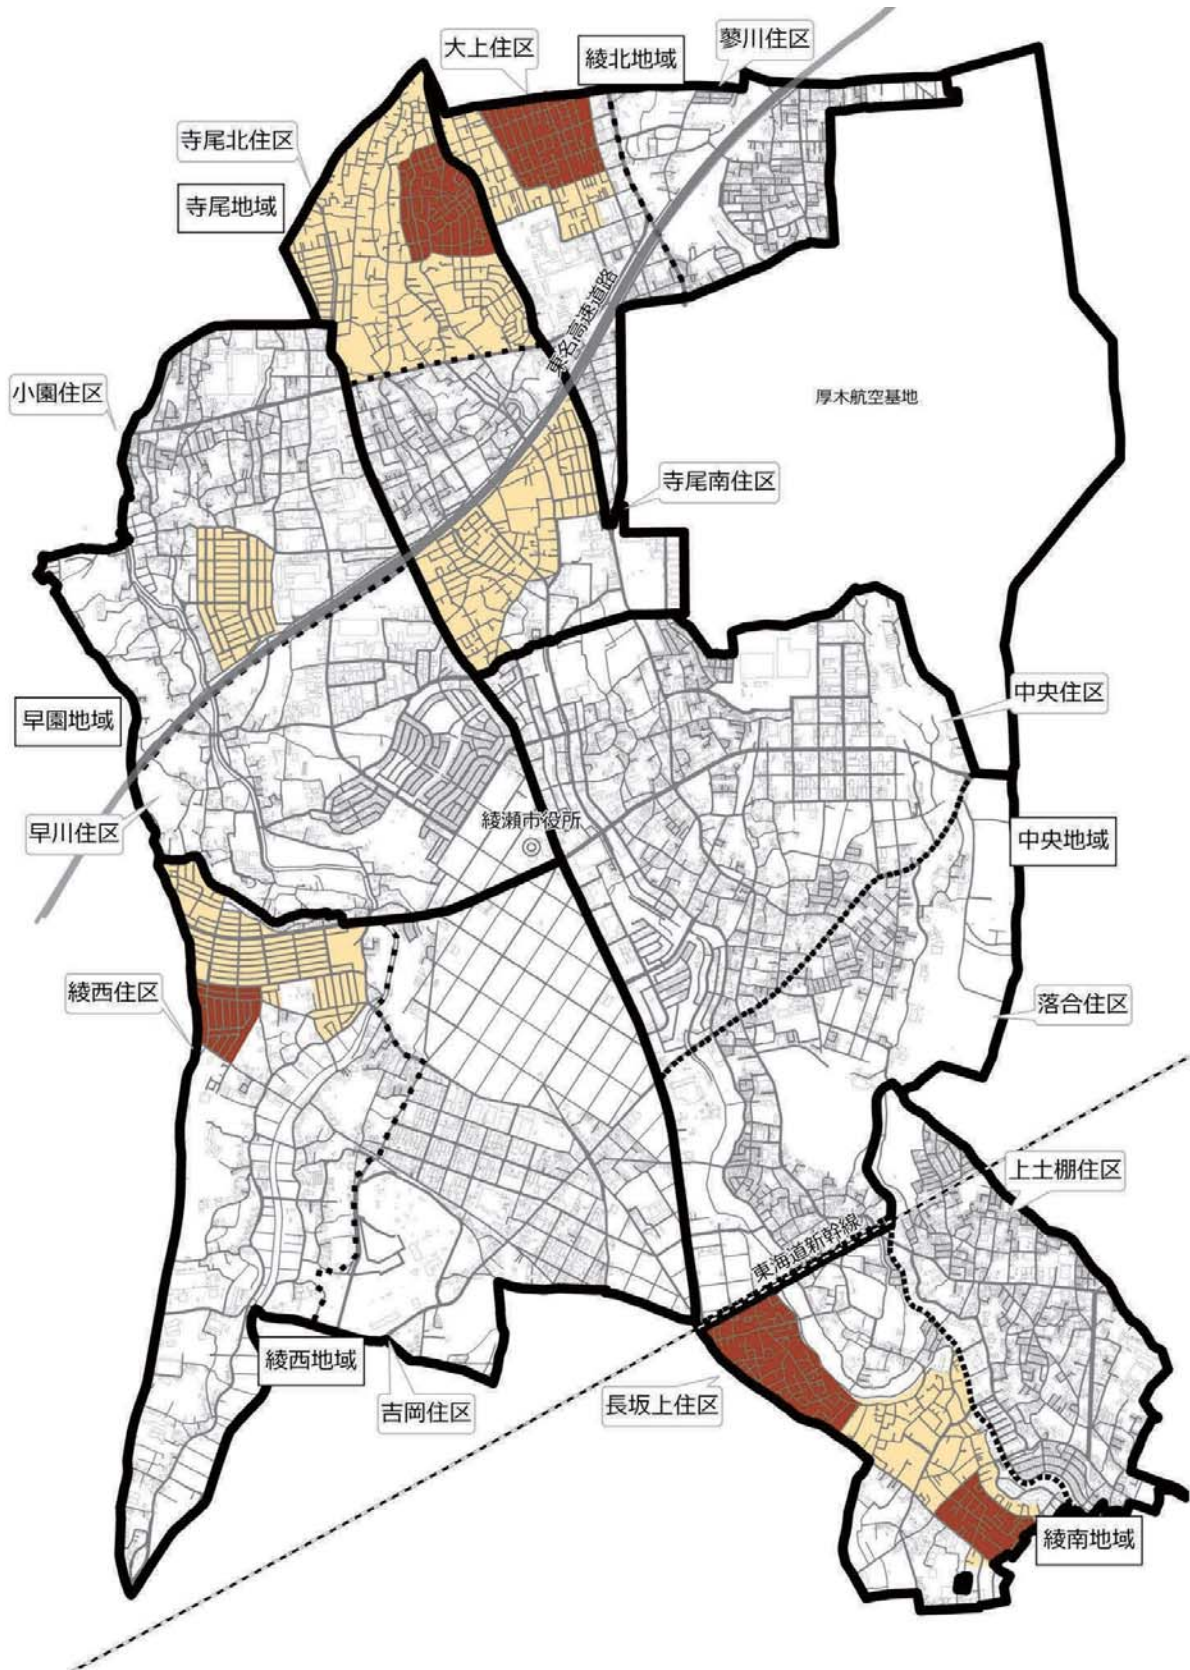 大上住区
綾北地域
蓼川住区
寺尾北住区
寺尾地域
東名高速道路
小園住区
厚木航空基地
寺尾南住区
早園地域
中央住区
早川住区
綾瀬市役所
中央地域
綾西住区
落合住区
上土棚住区
東海道新幹線
綾西地域
吉岡住区
長坂上住区
綾南地域